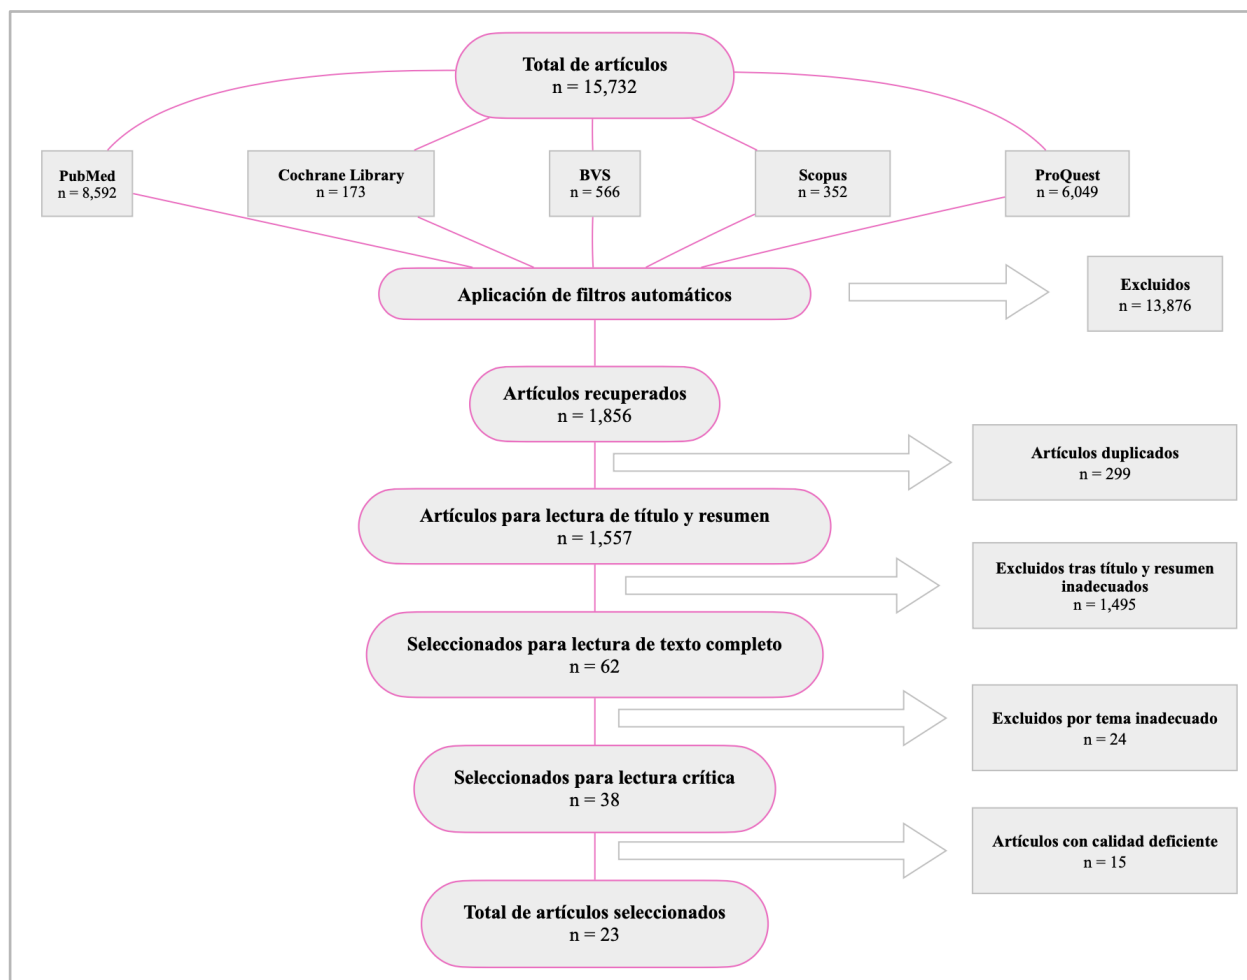 Total de artículos
n = 15,732
PubMed
n = 8,592
Cochrane Library
n = 173
BVS
n = 566
Scopus
n = 352
ProQuest
n = 6,049
Aplicación de filtros automáticos
Excluidos
n = 13,876
Artículos recuperados
n = 1,856
Artículos duplicados
n = 299
Artículos para lectura de título y resumen
n = 1,557
Excluidos tras título y resumen
inadecuados
n = 1,495
Seleccionados para lectura de texto completo
n = 62
Excluidos por tema inadecuado
n = 24
Seleccionados para lectura crítica
n = 38
Artículos con calidad deficiente
n = 15
Total de artículos seleccionados
n = 23